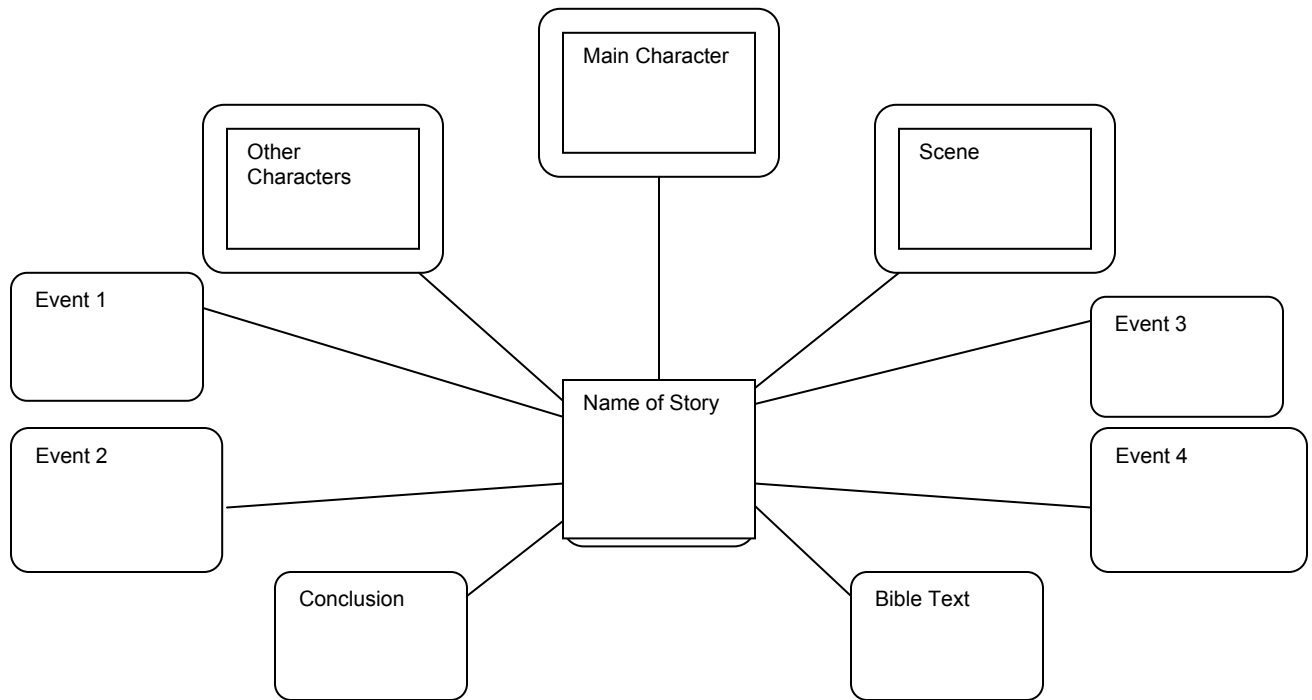 Main Character
Other
Characters
Scene
Event 1
Event 3
Name of Story
Event 2
Event 4
Conclusion
Bible Text